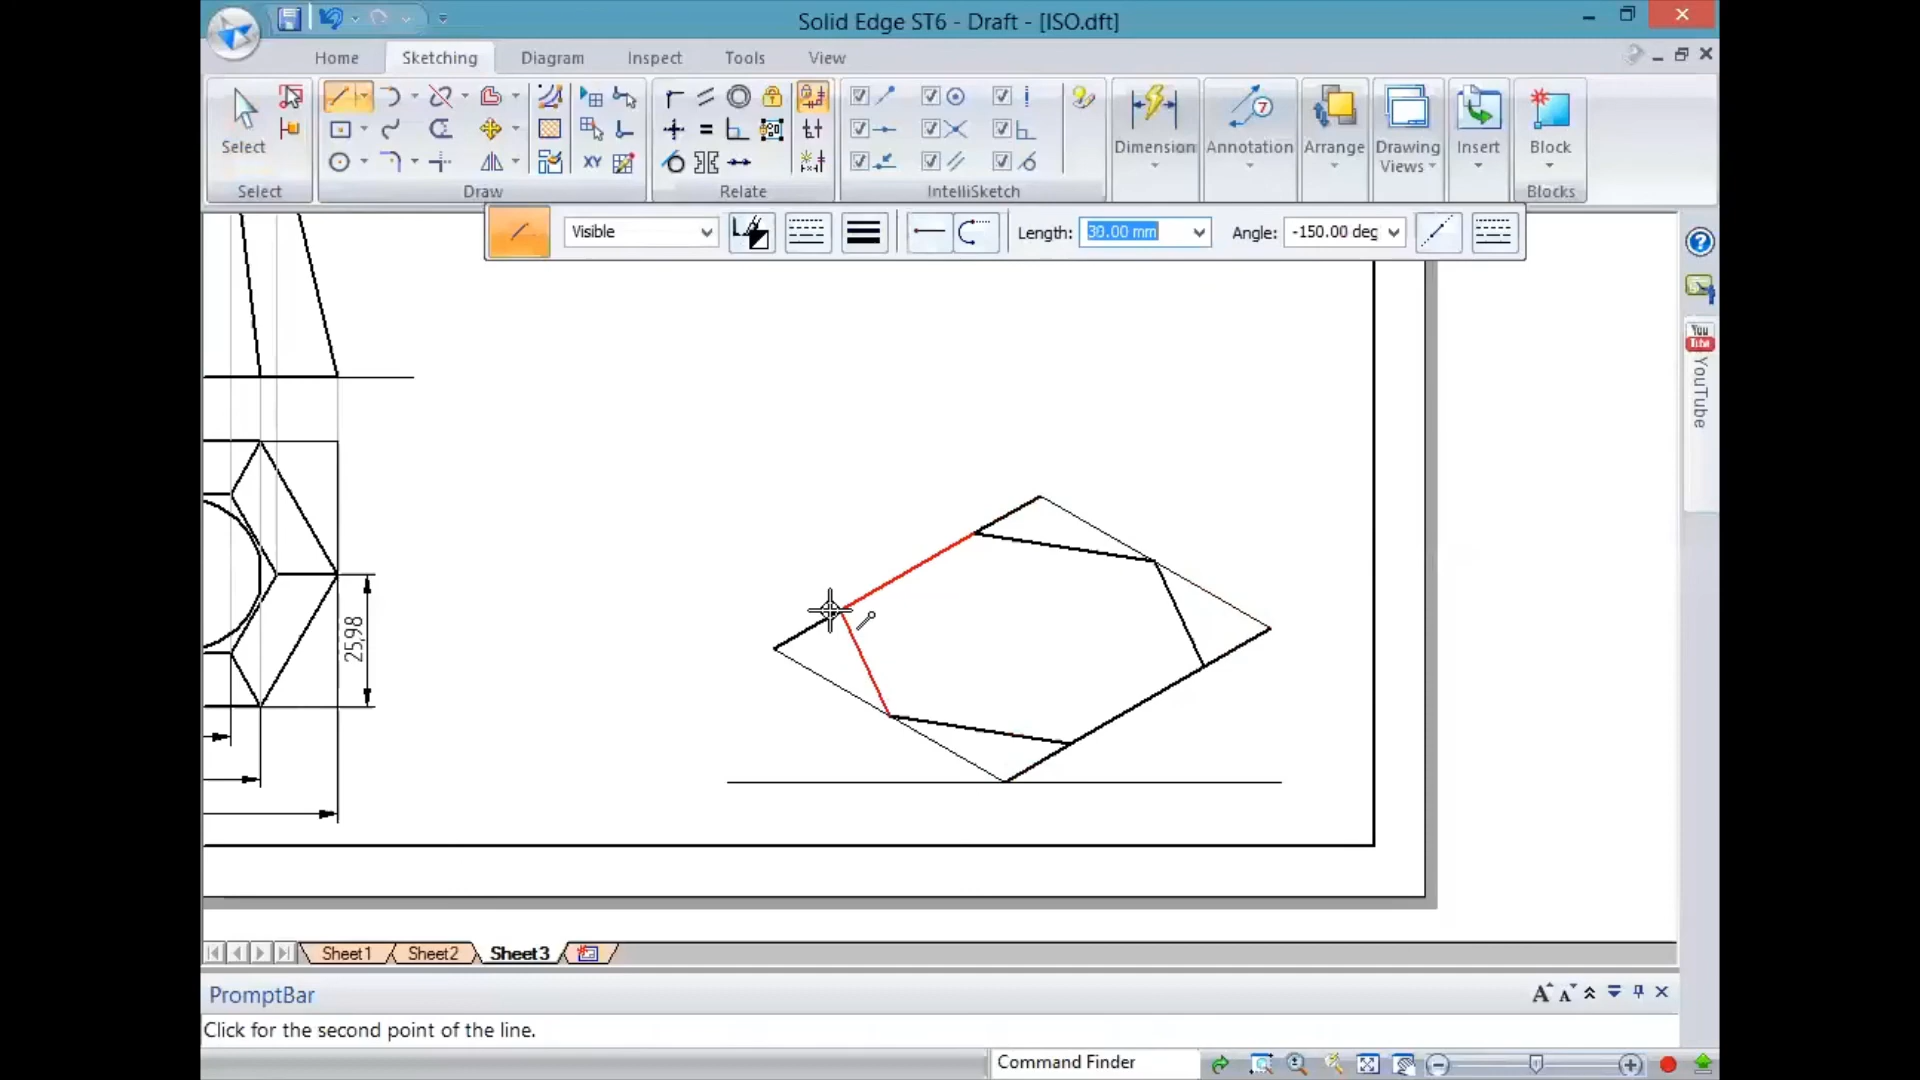 Solid Edge ST6 - Draft - [ISO.dft]
Home Sketching Diagram Inspect Tools View
Select
Dimension Annotation Arrange Drawing Views Insert Block
Select Draw Relate IntelliSketch Blocks
Visible Length: 30.00 mm Angle: -150.00 deg
You Tube
YouTube
25,98
Sheet1 Sheet2 Sheet3
PromptBar
Click for the second point of the line.
Command Finder